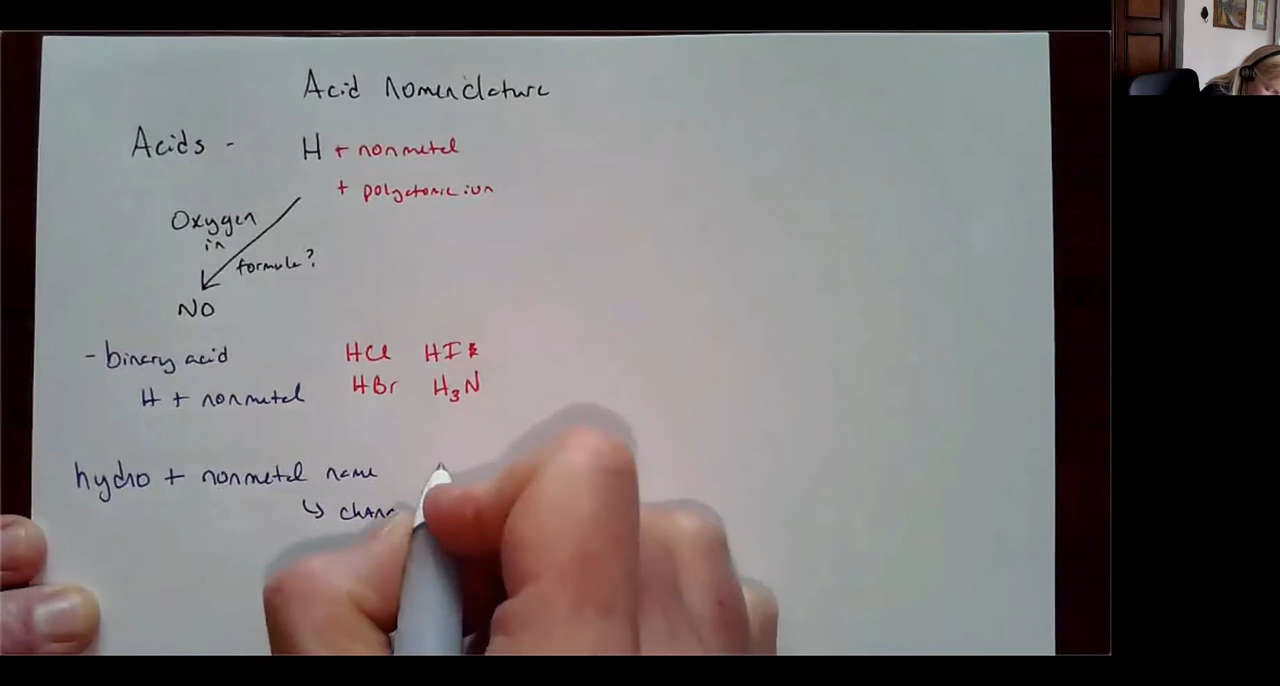 Acid nomenclature
Acids - H + nonmetal
+ polyatomic ion
Oxygen
in
formula?
NO
- binary acid
H + nonmetal
HCl HI
HBr H₃N
hydro + nonmetal name
↳ chan